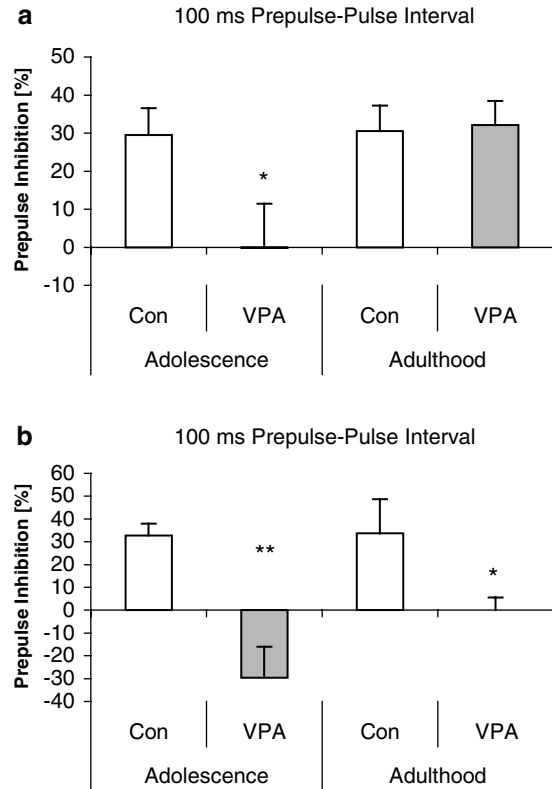 a
100 ms Prepulse-Pulse Interval
Prepulse Inhibition [%]
50
40
30
20
10
0
-10
*
Con VPA Con VPA
Adolescence Adulthood
b
100 ms Prepulse-Pulse Interval
Prepulse Inhibition [%]
60
50
40
30
20
10
0
-10
-20
-30
-40
**
*
Con VPA Con VPA
Adolescence Adulthood